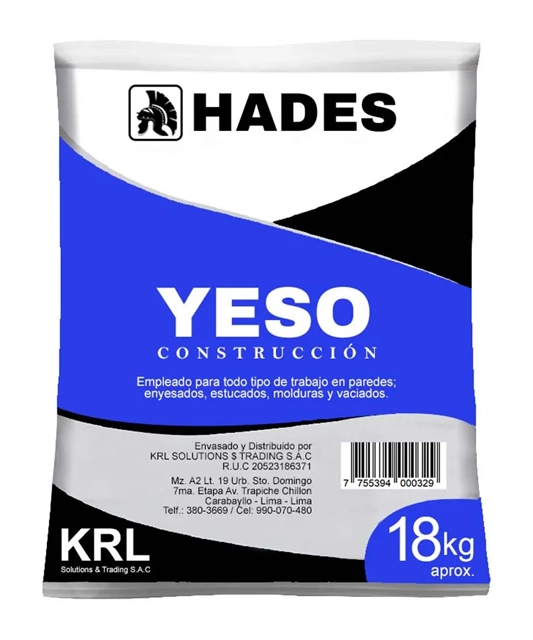 HADES
YESO
CONSTRUCCIÓN
Empleado para todo tipo de trabajo en paredes;
enyesados, estucados, molduras y vaciados.
Envasado y Distribuido por
KRL SOLUTIONS $ TRADING S.A.C
R.U.C 20523186371
Mz. A2 Lt. 19 Urb. Sto. Domingo
7ma. Etapa Av. Trapiche Chillon
Carabayllo - Lima - Lima
Telf.: 380-3669 / Cel: 990-070-480
7 755394 000329
KRL
Solutions & Trading S.A.C
18kg
aprox.